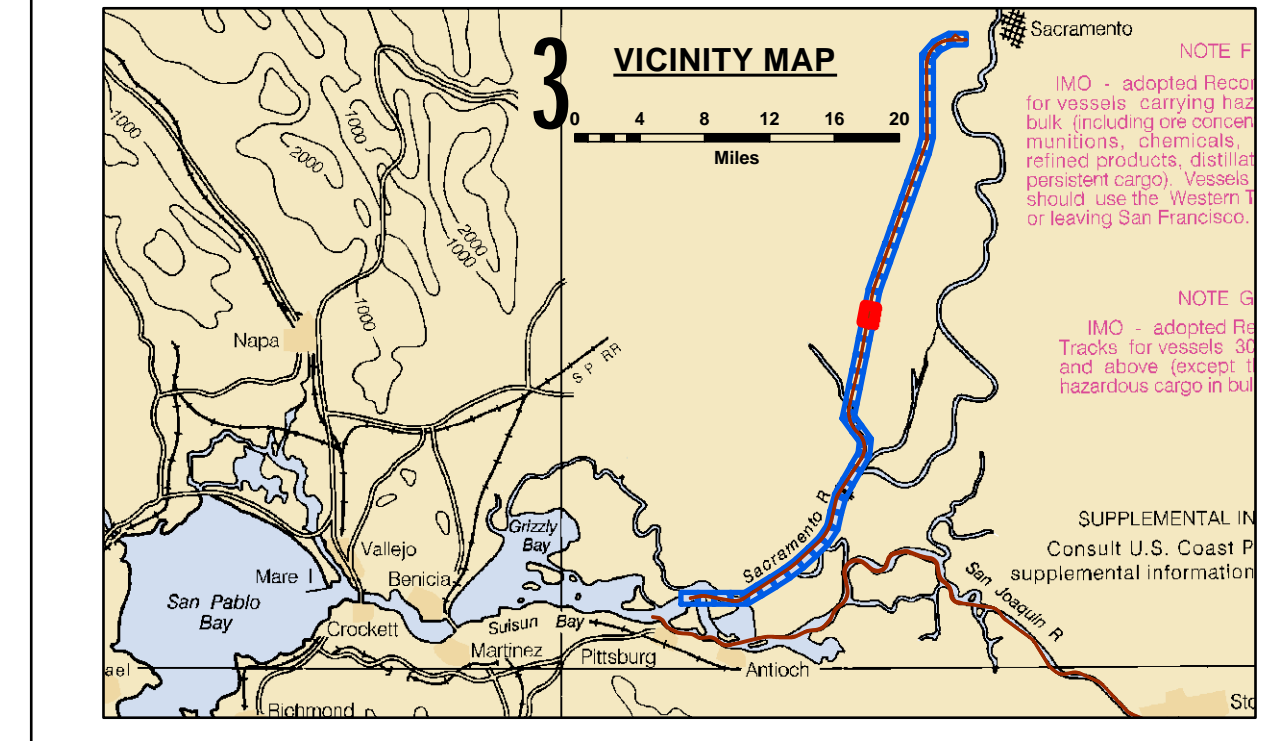 3
VICINITY MAP
0 4 8 12 16 20
Miles
Sacramento
NOTE F
IMO - adopted Recor
for vessels carrying haz
bulk (including ore concen
munitions, chemicals,
refined products, distillat
persistent cargo). Vessels
should use the Western T
or leaving San Francisco.
NOTE G
IMO - adopted Re
Tracks for vessels 30
and above (except t
hazardous cargo in bul
SUPPLEMENTAL IN
Consult U.S. Coast P
supplemental information
1000
2000
1000
2000
1000
1000
Napa
S P RR
Grizzly
Bay
Vallejo
Mare I
Benicia
San Pablo
Bay
Crockett
Suisun Bay
Martinez
Pittsburg
Antioch
Sacramento R
San Joaquin R
ael
Richmond
Sto